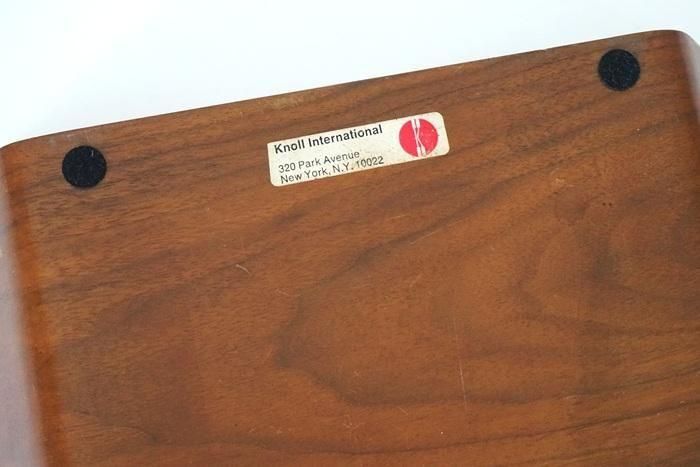 Knoll International
320 Park Avenue
New York, N.Y. 10022